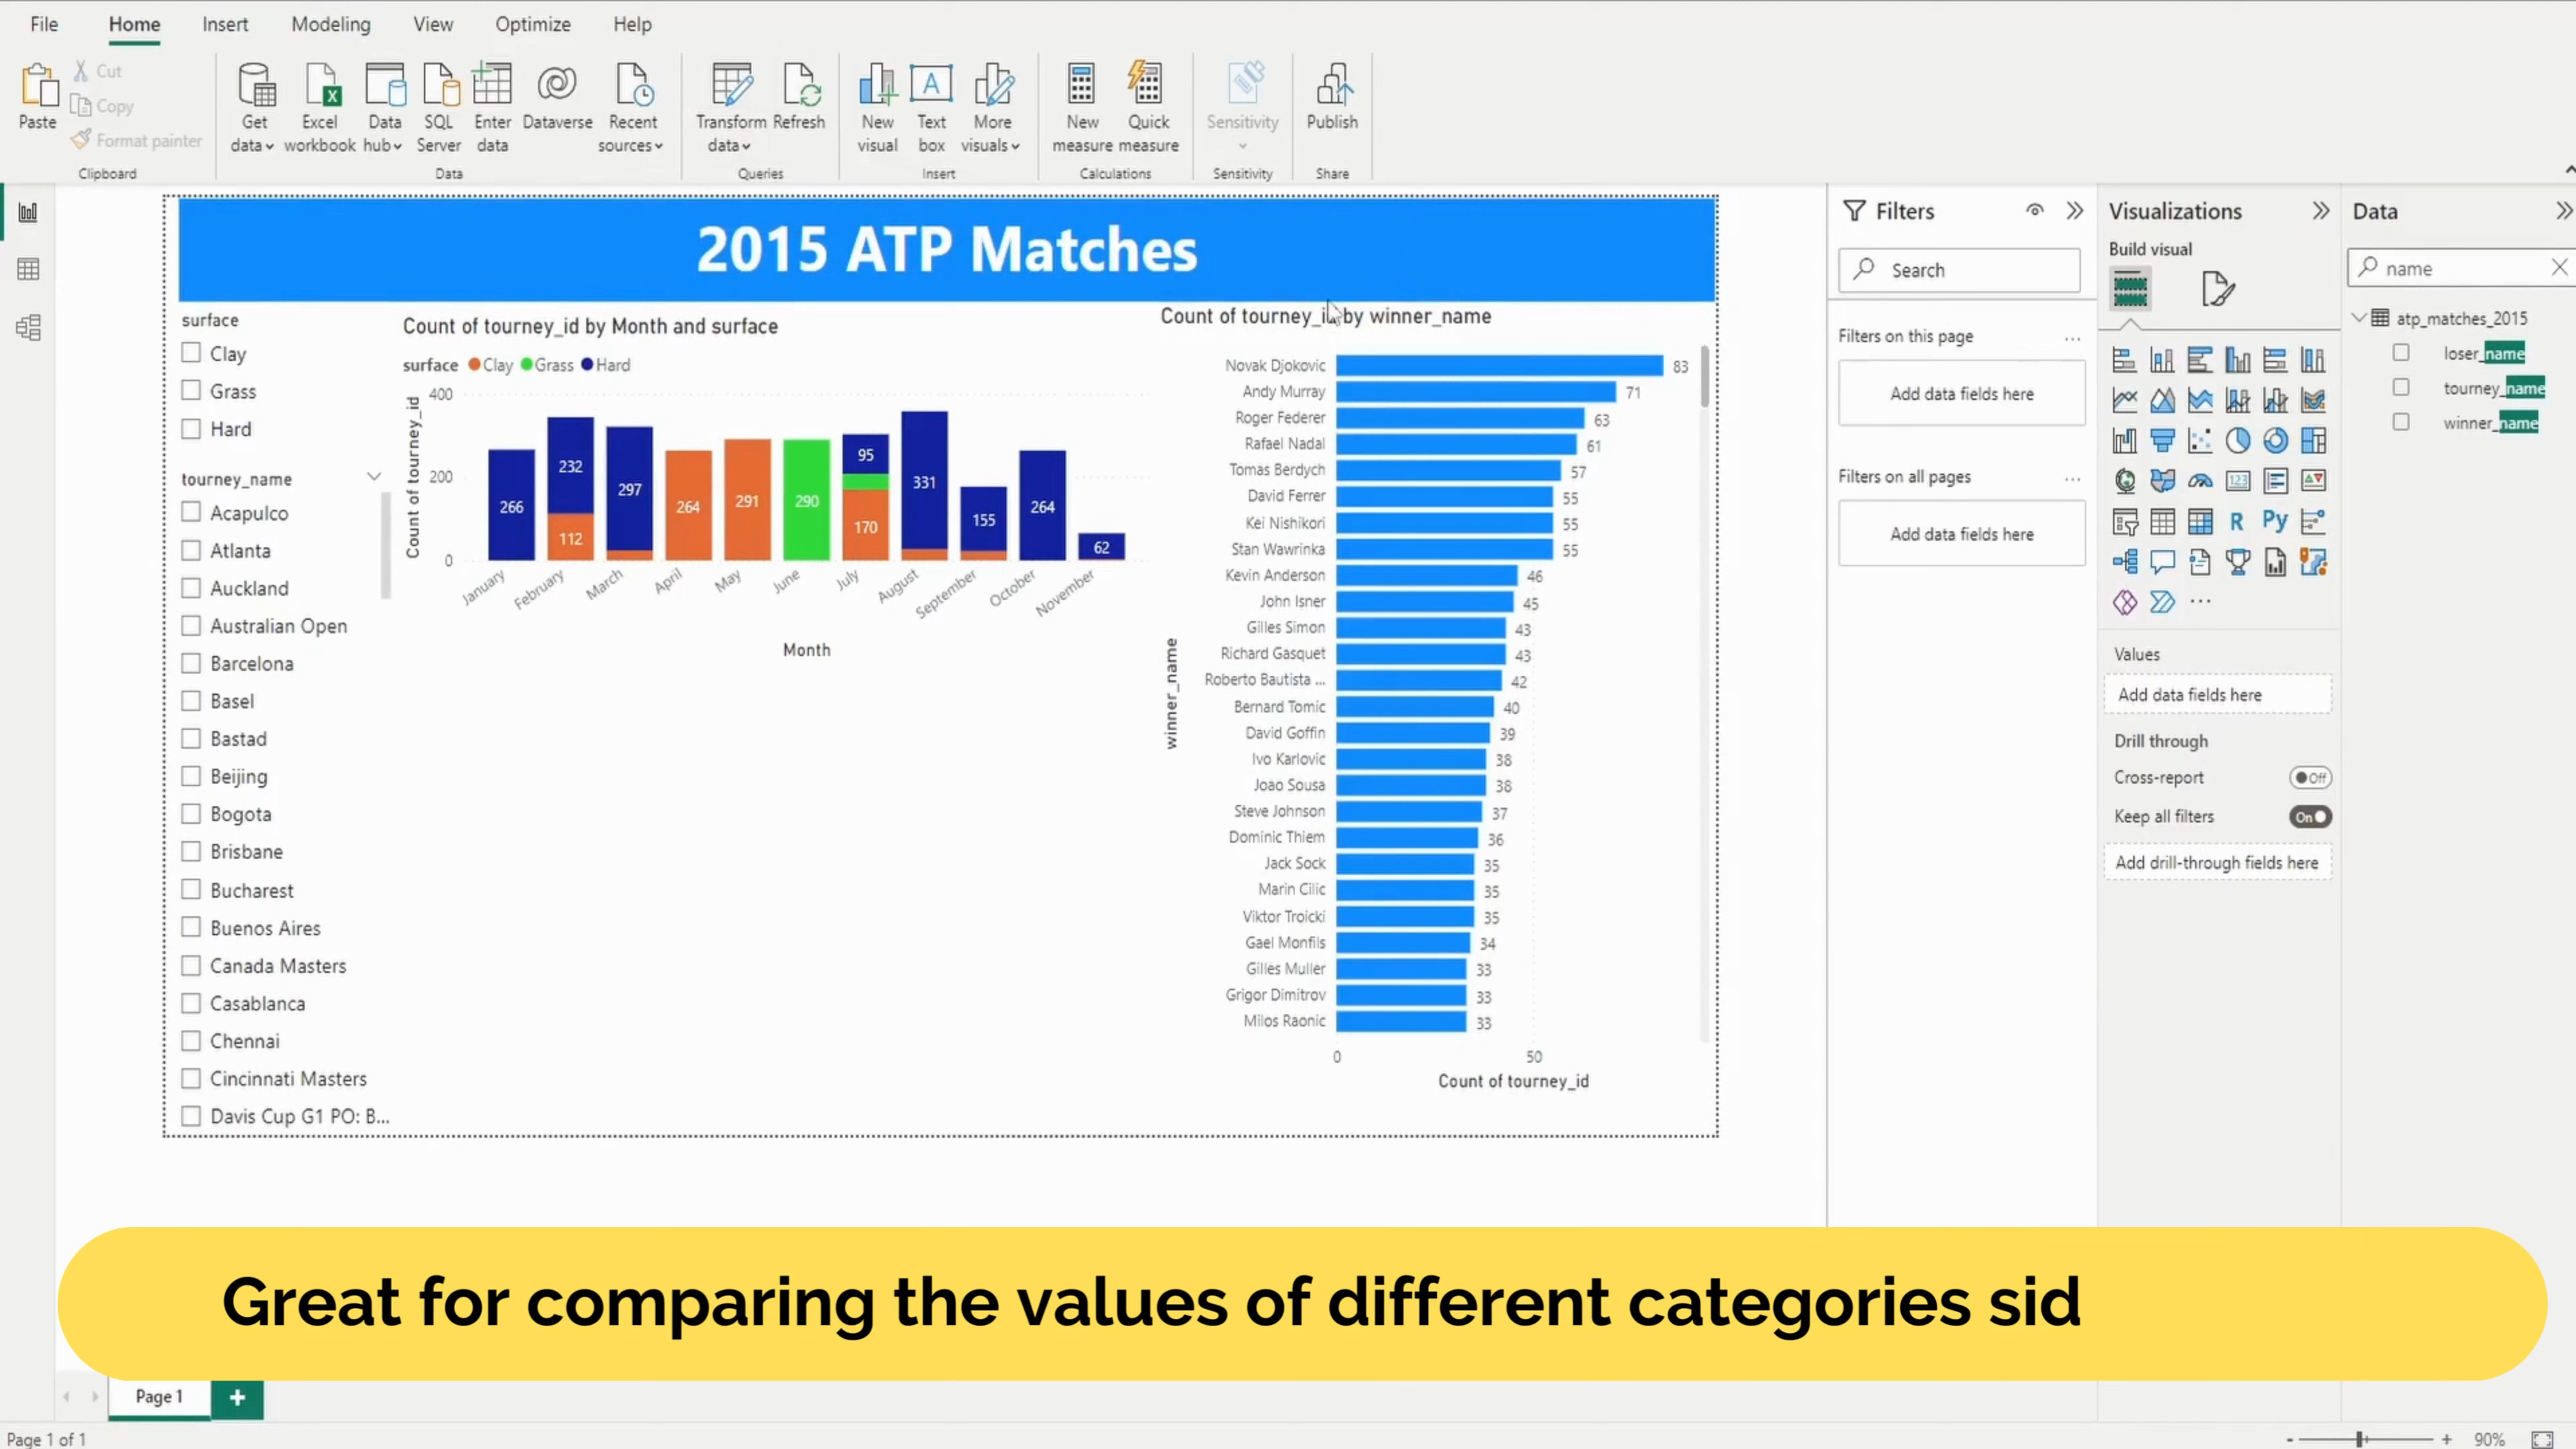 File Home Insert Modeling View Optimize Help
Paste
Cut
Copy
Format painter
Clipboard
Get data
Excel workbook
Data hub
SQL Server
Enter data
Dataverse
Recent sources
Data
Transform data
Refresh
Queries
New visual
Text box
More visuals
Insert
New measure
Quick measure
Calculations
Sensitivity
Sensitivity
Publish
Share
2015 ATP Matches
surface
Clay
Grass
Hard
tourney_name
Acapulco
Atlanta
Auckland
Australian Open
Barcelona
Basel
Bastad
Beijing
Bogota
Brisbane
Bucharest
Buenos Aires
Canada Masters
Casablanca
Chennai
Cincinnati Masters
Davis Cup G1 PO: B...
Count of tourney_id by Month and surface
surface Clay Grass Hard
Count of tourney_id
400
200
0
266
232
112
297
264
291
290
95
170
331
155
264
62
January February March April May June July August September October November
Month
Count of tourney_id by winner_name
winner_name
Novak Djokovic 83
Andy Murray 71
Roger Federer 63
Rafael Nadal 61
Tomas Berdych 57
David Ferrer 55
Kei Nishikori 55
Stan Wawrinka 55
Kevin Anderson 46
John Isner 45
Gilles Simon 43
Richard Gasquet 43
Roberto Bautista ... 42
Bernard Tomic 40
David Goffin 39
Ivo Karlovic 38
Joao Sousa 38
Steve Johnson 37
Dominic Thiem 36
Jack Sock 35
Marin Cilic 35
Viktor Troicki 35
Gael Monfils 34
Gilles Muller 33
Grigor Dimitrov 33
Milos Raonic 33
0 50
Count of tourney_id
Filters
Search
Filters on this page ...
Add data fields here
Filters on all pages ...
Add data fields here
Visualizations
Build visual
123
R Py
...
Values
Add data fields here
Drill through
Cross-report Off
Keep all filters On
Add drill-through fields here
Data
name
atp_matches_2015
loser_name
tourney_name
winner_name
Great for comparing the values of different categories sid
Page 1 +
Page 1 of 1
- + 90%